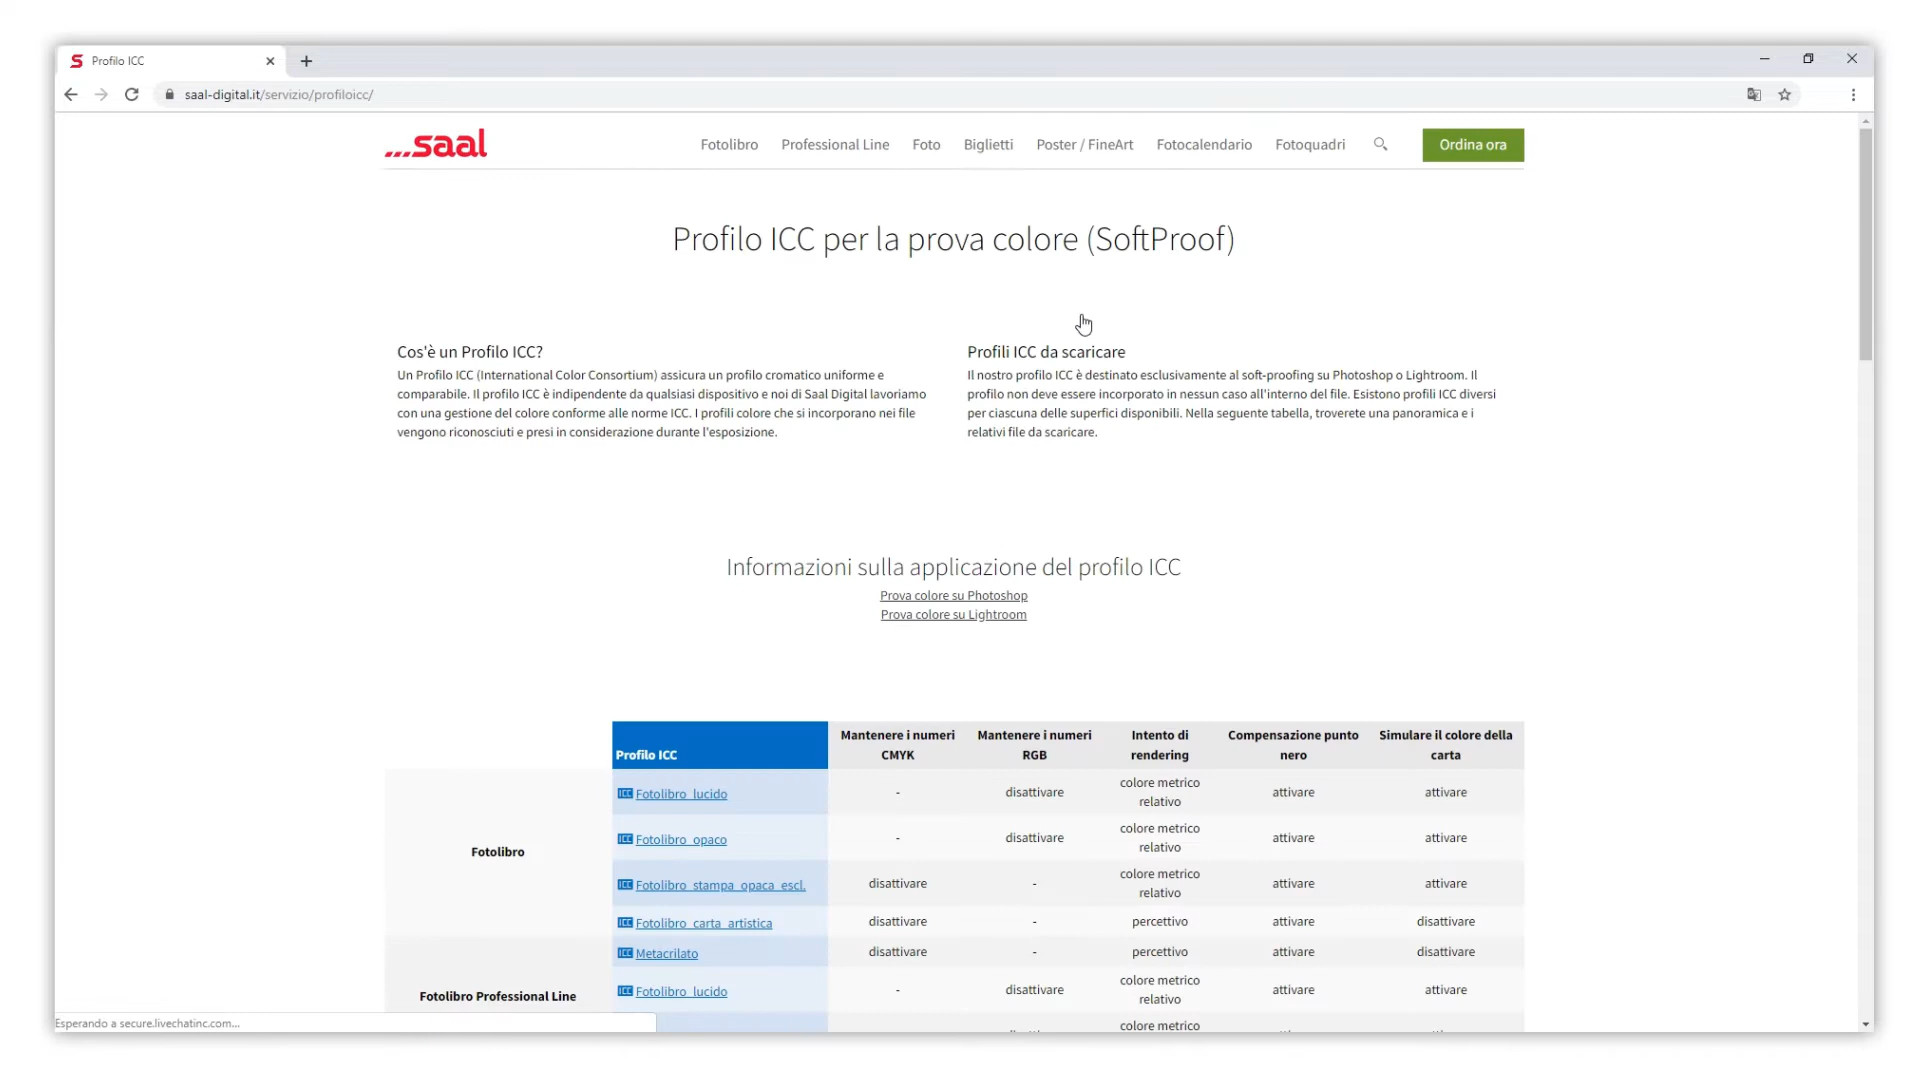 Profilo ICC
saal-digital.it/servizio/profiloicc/
...saal
Fotolibro Professional Line Foto Biglietti Poster / FineArt Fotocalendario Fotoquadri Ordina ora
Profilo ICC per la prova colore (SoftProof)
Cos'è un Profilo ICC?
Un Profilo ICC (International Color Consortium) assicura un profilo cromatico uniforme e
comparabile. Il profilo ICC è indipendente da qualsiasi dispositivo e noi di Saal Digital lavoriamo
con una gestione del colore conforme alle norme ICC. I profili colore che si incorporano nei file
vengono riconosciuti e presi in considerazione durante l'esposizione.
Profili ICC da scaricare
Il nostro profilo ICC è destinato esclusivamente al soft-proofing su Photoshop o Lightroom. Il
profilo non deve essere incorporato in nessun caso all'interno del file. Esistono profili ICC diversi
per ciascuna delle superfici disponibili. Nella seguente tabella, troverete una panoramica e i
relativi file da scaricare.
Informazioni sulla applicazione del profilo ICC
Prova colore su Photoshop
Prova colore su Lightroom
Profilo ICC
Mantenere i numeri
CMYK
Mantenere i numeri
RGB
Intento di
rendering
Compensazione punto
nero
Simulare il colore della
carta
Fotolibro
ICC Fotolibro_lucido - disattivare colore metrico
relativo attivare attivare
ICC Fotolibro_opaco - disattivare colore metrico
relativo attivare attivare
ICC Fotolibro_stampa_opaca_escl. disattivare - colore metrico
relativo attivare attivare
ICC Fotolibro_carta_artistica disattivare - percettivo attivare disattivare
Fotolibro Professional Line
ICC Metacrilato disattivare - percettivo attivare disattivare
ICC Fotolibro_lucido - disattivare colore metrico
relativo attivare attivare
colore metrico
Esperando a secure.livechatinc.com...